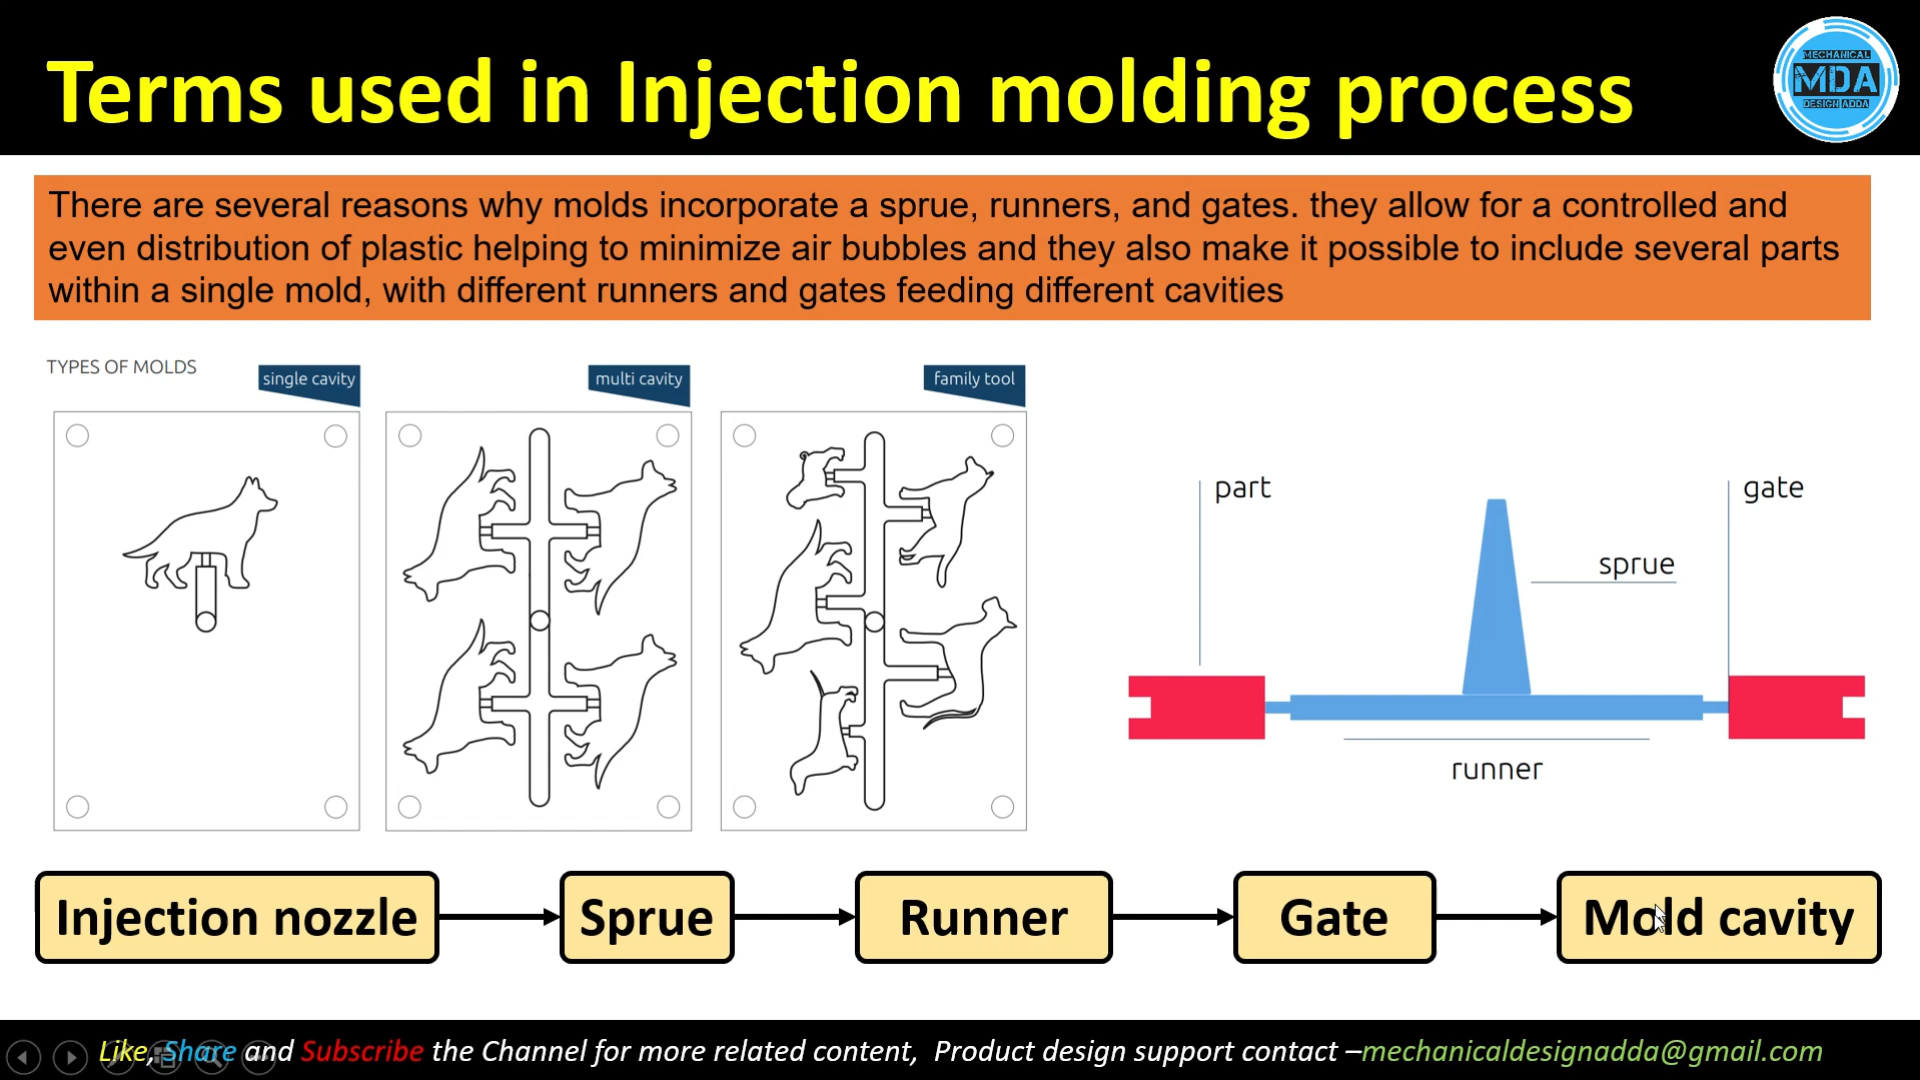 Terms used in Injection molding process
MECHANICAL
MDA
DESIGN ADDA
There are several reasons why molds incorporate a sprue, runners, and gates. they allow for a controlled and
even distribution of plastic helping to minimize air bubbles and they also make it possible to include several parts
within a single mold, with different runners and gates feeding different cavities
TYPES OF MOLDS
single cavity
multi cavity
family tool
part
gate
sprue
runner
Injection nozzle
Sprue
Runner
Gate
Mold cavity
Like, Share and Subscribe the Channel for more related content, Product design support contact –mechanicaldesignadda@gmail.com